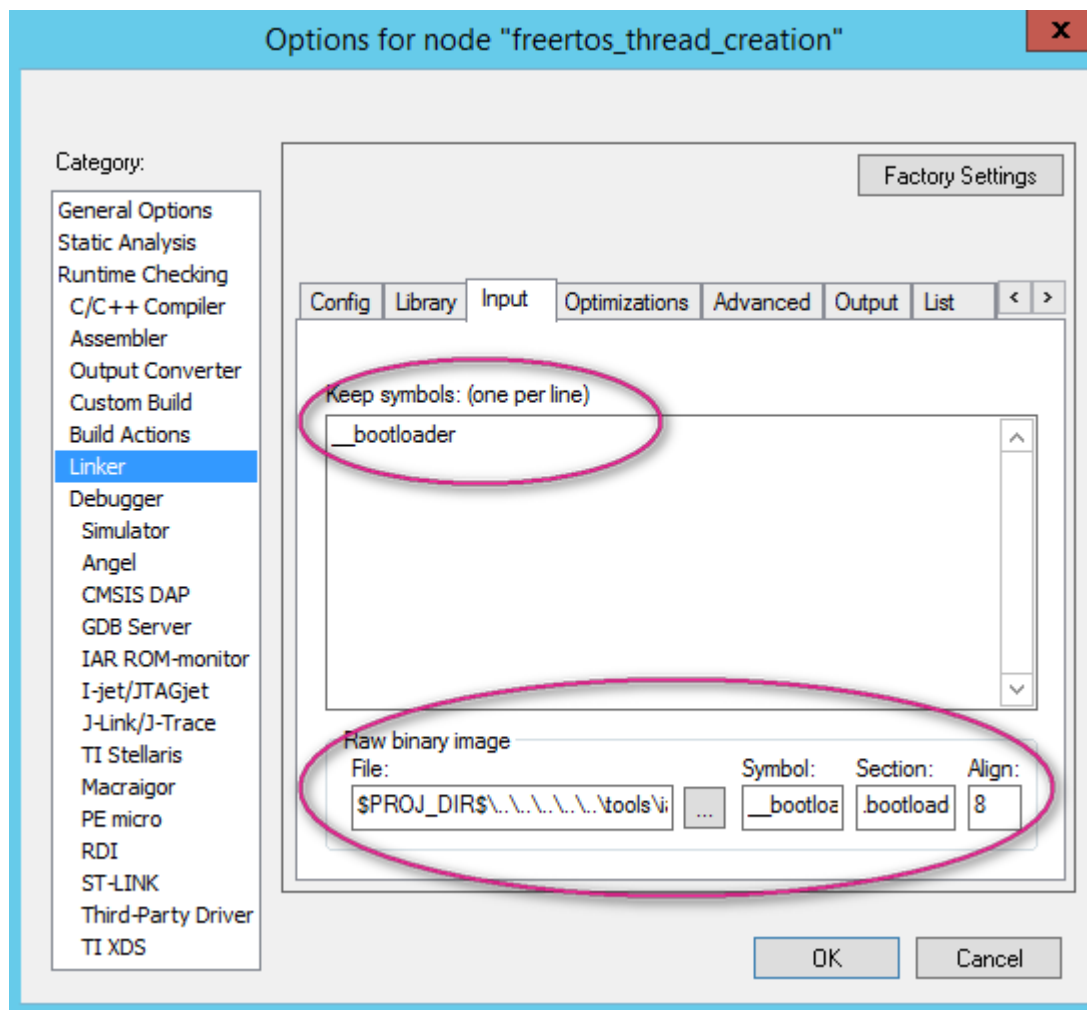 Options for node "freertos_thread_creation"
x
Category:
General Options
Static Analysis
Runtime Checking
C/C++ Compiler
Assembler
Output Converter
Custom Build
Build Actions
Linker
Debugger
Simulator
Angel
CMSIS DAP
GDB Server
IAR ROM-monitor
I-jet/JTAGjet
J-Link/J-Trace
TI Stellaris
Macraigor
PE micro
RDI
ST-LINK
Third-Party Driver
TI XDS
Factory Settings
Config Library Input Optimizations Advanced Output List < >
Keep symbols: (one per line)
__bootloader
Raw binary image
File: Symbol: Section: Align:
$PROJ_DIR$\..\..\..\..\..\tools\ia ... __bootloa .bootload 8
OK Cancel